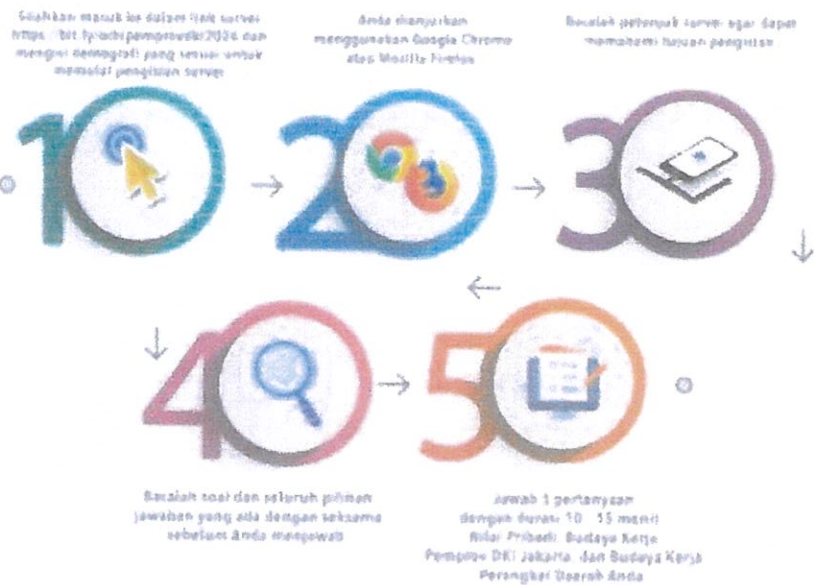 Silahkan masuk ke dalam link survei
dan
mengisi demografi yang sesuai untuk
memulai pengisian survei
Anda dianjurkan
menggunakan Google Chrome
atau Mozilla Firefox
Bacalah petunjuk survei agar dapat
memahami tujuan pengisian
1
2
3
4
5
Bacalah soal dan seluruh pilihan
jawaban yang ada dengan seksama
sebelum Anda menjawab
Jawab pertanyaan
dengan durasi 10 - 15 menit
Nilai Pribadi, Budaya Kerja
Pemprov DKI Jakarta, dan Budaya Kerja
Perangkat Daerah Anda